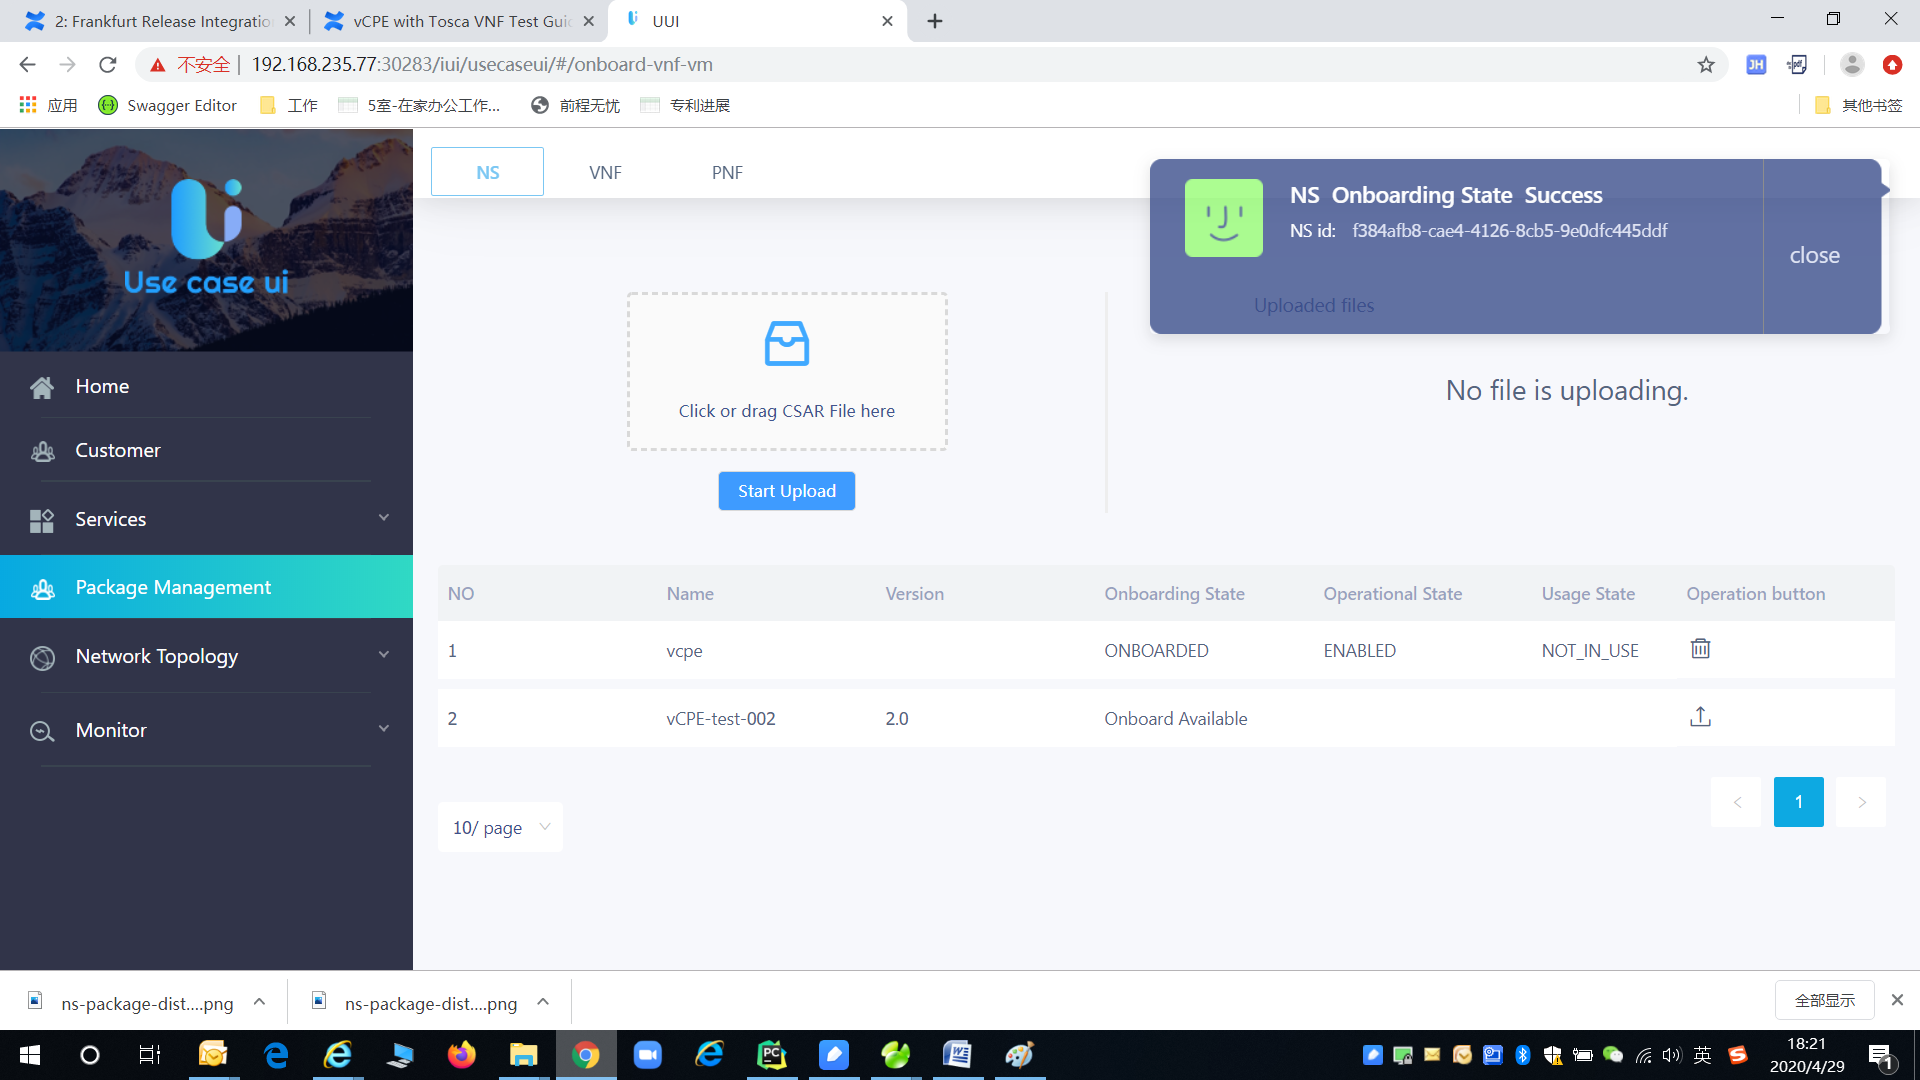 2: Frankfurt Release Integration
vCPE with Tosca VNF Test Guid
UUI
不安全
192.168.235.77:30283/iui/usecaseui/#/onboard-vnf-vm
JH
pdf
应用
Swagger Editor
工作
5室-在家办公工作...
前程无忧
专利进展
其他书签
Use case ui
NS
VNF
PNF
NS Onboarding State Success
NS id: f384afb8-cae4-4126-8cb5-9e0dfc445ddf
close
Uploaded files
Home
Customer
Services
Package Management
Network Topology
Monitor
Click or drag CSAR File here
Start Upload
No file is uploading.
NO Name Version Onboarding State Operational State Usage State Operation button
1 vcpe ONBOARDED ENABLED NOT_IN_USE
2 vCPE-test-002 2.0 Onboard Available
10/ page
< 1 >
ns-package-dist....png
ns-package-dist....png
全部显示
英
18:21
2020/4/29
1